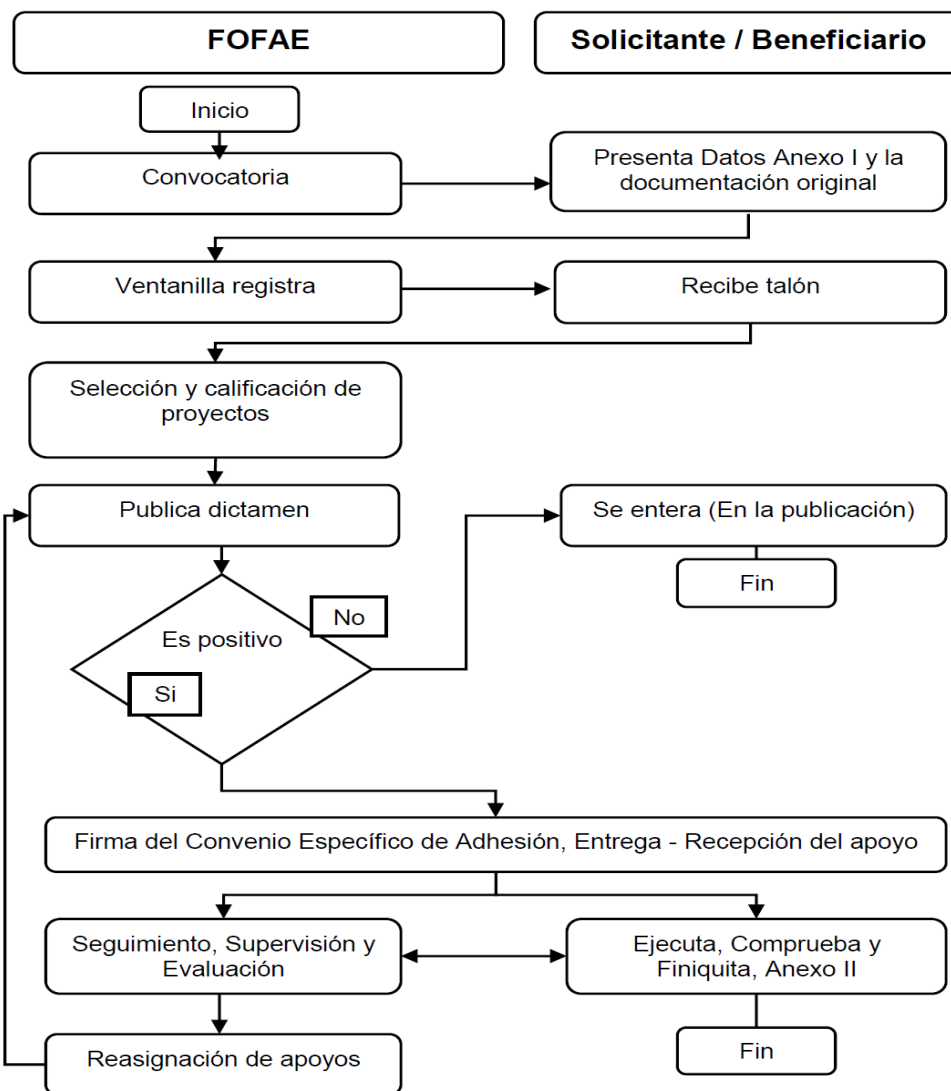 FOFAE
Solicitante / Beneficiario
Inicio
Convocatoria
Presenta Datos Anexo I y la
documentación original
Ventanilla registra
Recibe talón
Selección y calificación de
proyectos
Publica dictamen
Se entera (En la publicación)
Fin
No
Es positivo
Si
Firma del Convenio Específico de Adhesión, Entrega - Recepción del apoyo
Seguimiento, Supervisión y
Evaluación
Ejecuta, Comprueba y
Finiquita, Anexo II
Reasignación de apoyos
Fin